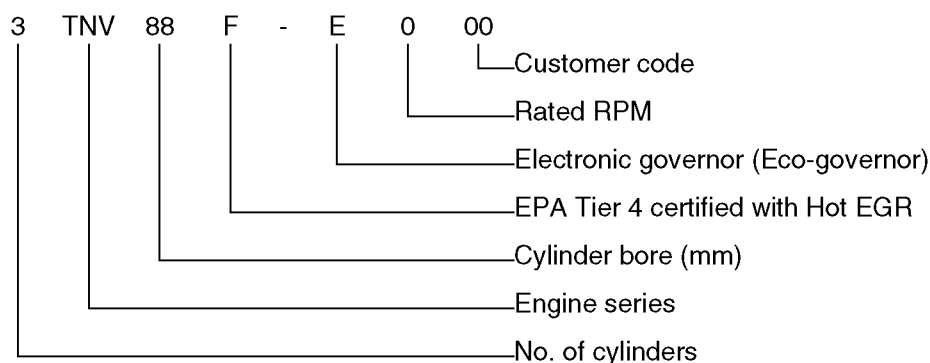 3 TNV 88 F - E 0 00
Customer code
Rated RPM
Electronic governor (Eco-governor)
EPA Tier 4 certified with Hot EGR
Cylinder bore (mm)
Engine series
No. of cylinders